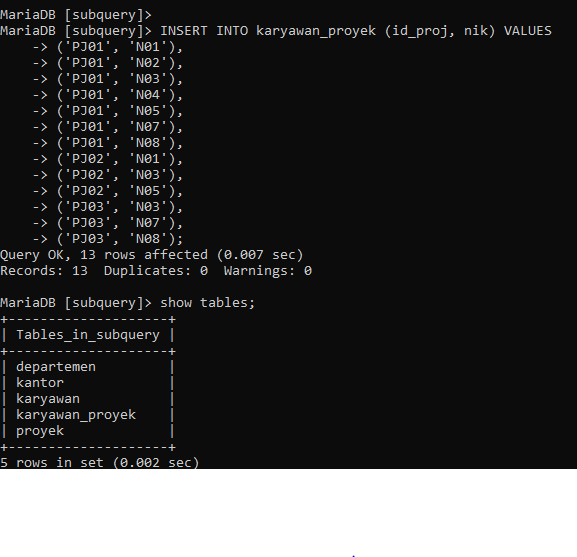 MariaDB [subquery]>
MariaDB [subquery]> INSERT INTO karyawan_proyek (id_proj, nik) VALUES
    -> ('PJ01', 'N01'),
    -> ('PJ01', 'N02'),
    -> ('PJ01', 'N03'),
    -> ('PJ01', 'N04'),
    -> ('PJ01', 'N05'),
    -> ('PJ01', 'N07'),
    -> ('PJ01', 'N08'),
    -> ('PJ02', 'N01'),
    -> ('PJ02', 'N03'),
    -> ('PJ02', 'N05'),
    -> ('PJ03', 'N03'),
    -> ('PJ03', 'N07'),
    -> ('PJ03', 'N08');
Query OK, 13 rows affected (0.007 sec)
Records: 13  Duplicates: 0  Warnings: 0

MariaDB [subquery]> show tables;
+--------------------+
| Tables_in_subquery |
+--------------------+
| departemen         |
| kantor             |
| karyawan           |
| karyawan_proyek    |
| proyek             |
+--------------------+
5 rows in set (0.002 sec)